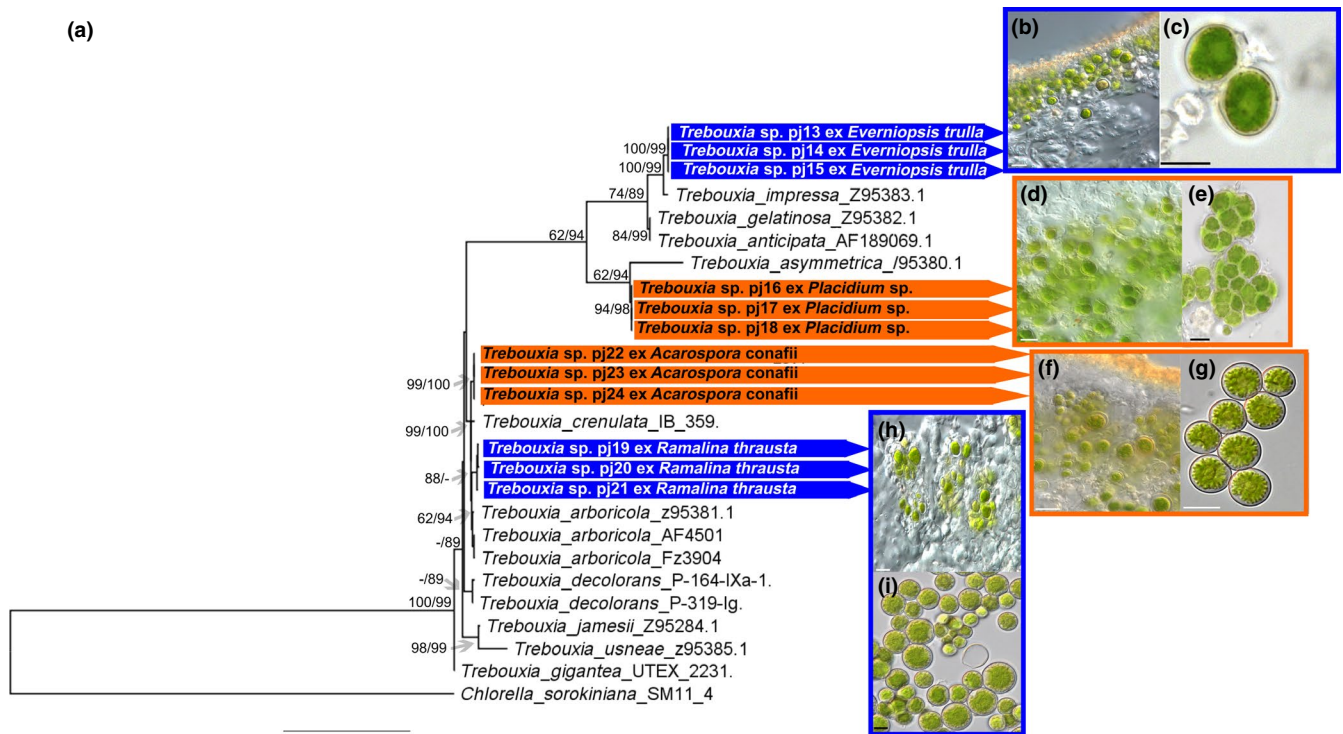 (a)
(b)
(c)
Trebouxia sp. pj13 ex Everniopsis trulla
100/99
Trebouxia sp. pj14 ex Everniopsis trulla
100/99
Trebouxia sp. pj15 ex Everniopsis trulla
74/89
Trebouxia_impressa_Z95383.1
(d)
(e)
Trebouxia_gelatinosa_Z95382.1
62/94
84/99
Trebouxia_anticipata_AF189069.1
Trebouxia_asymmetrica_/95380.1
62/94
Trebouxia sp. pj16 ex Placidium sp.
94/98
Trebouxia sp. pj17 ex Placidium sp.
Trebouxia sp. pj18 ex Placidium sp.
Trebouxia sp. pj22 ex Acarospora conafii
(f)
(g)
99/100
Trebouxia sp. pj23 ex Acarospora conafii
Trebouxia sp. pj24 ex Acarospora conafii
99/100
Trebouxia_crenulata_IB_359.
(h)
Trebouxia sp. pj19 ex Ramalina thrausta
88/-
Trebouxia sp. pj20 ex Ramalina thrausta
Trebouxia sp. pj21 ex Ramalina thrausta
62/94
Trebouxia_arboricola_z95381.1
-/89
Trebouxia_arboricola_AF4501
Trebouxia_arboricola_Fz3904
-/89
Trebouxia_decolorans_P-164-IXa-1.
(i)
100/99
Trebouxia_decolorans_P-319-Ig.
Trebouxia_jamesii_Z95284.1
98/99
Trebouxia_usneae_z95385.1
Trebouxia_gigantea_UTEX_2231.
Chlorella_sorokiniana_SM11_4